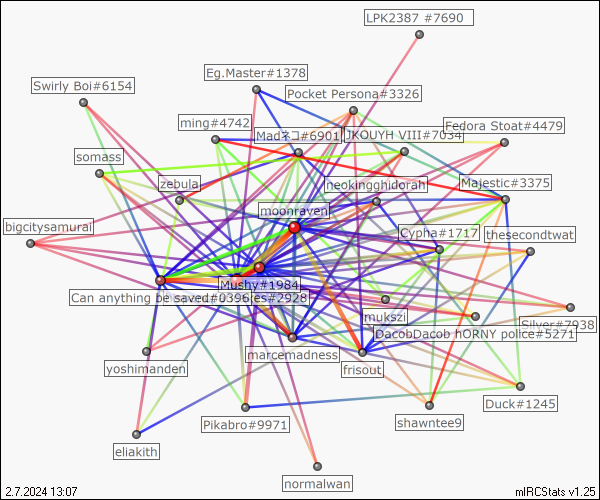 LPK2387 #7690
Eg.Master#1378
Swirly Boi#6154
Pocket Persona#3326
ming#4742
Fedora Stoat#4479
Madネコ#6901
JKOUYH VIII#7034
somass
zebula
neokingghidorah
Majestic#3375
moonraven
bigcitysamurai
Cypha#1717
thesecondtwat
Mushy#1984
Can anything be saved#0396
es#2928
mukszi
Silver#7938
DacobDacob hORNY police#5271
marcemadness
yoshimanden
frisout
Duck#1245
shawntee9
Pikabro#9971
eliakith
normalwan
2.7.2024 13:07
mIRCStats v1.25